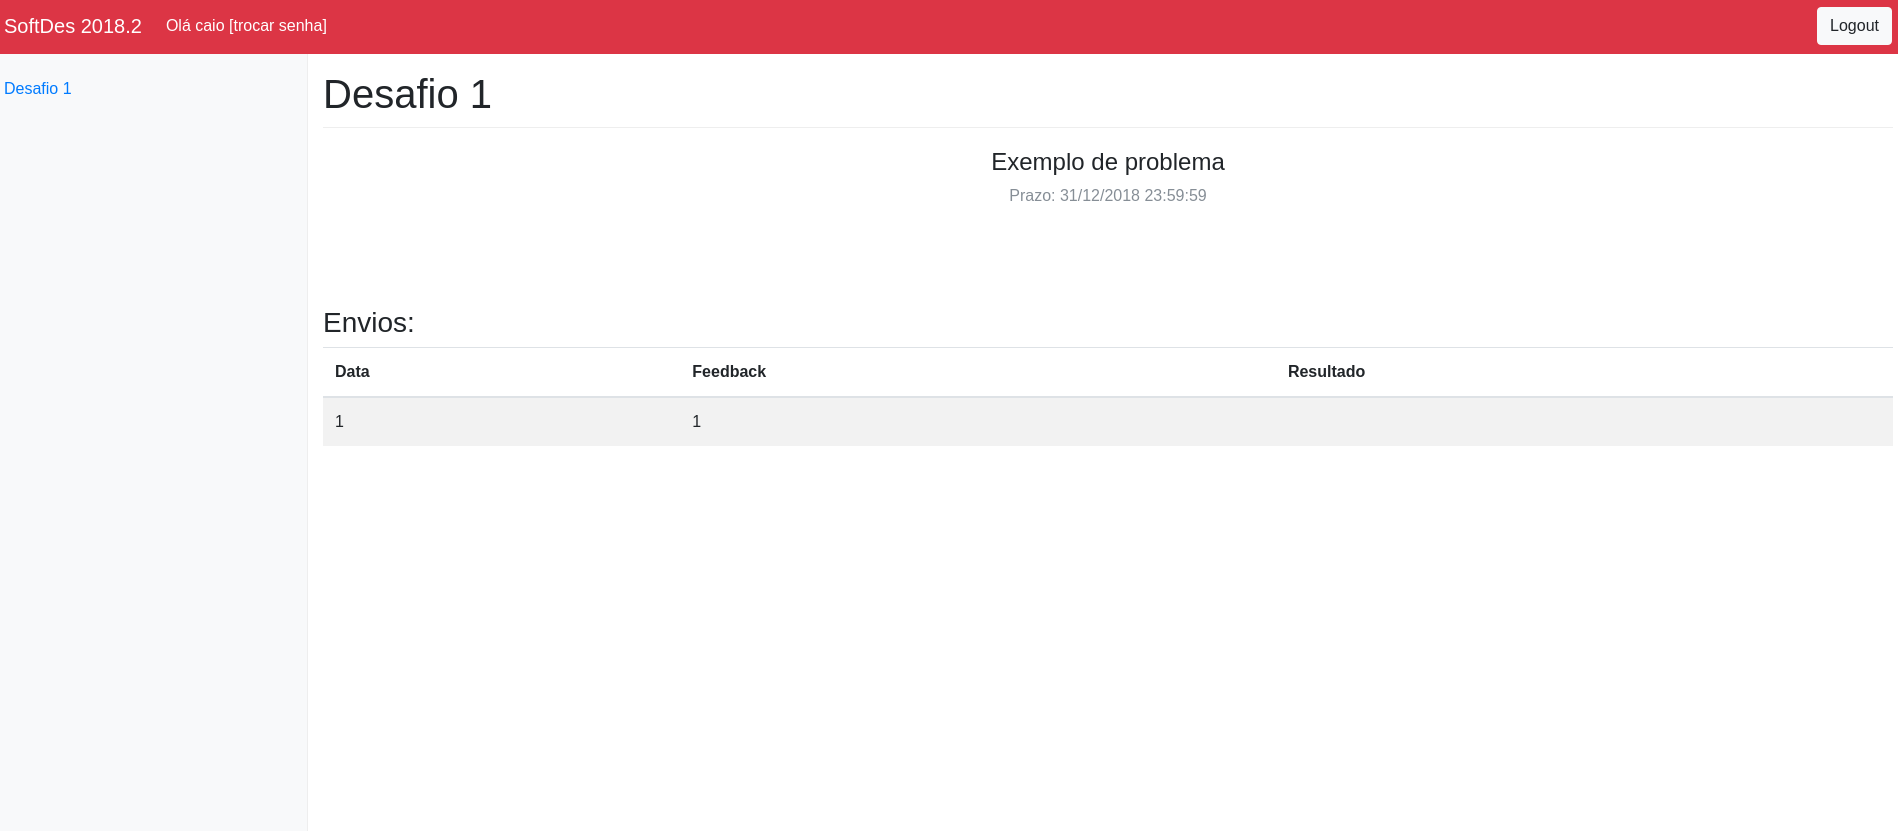 SoftDes 2018.2 Olá caio [trocar senha] Logout
Desafio 1
Desafio 1
Exemplo de problema
Prazo: 31/12/2018 23:59:59
Envios:
Data Feedback Resultado
1 1